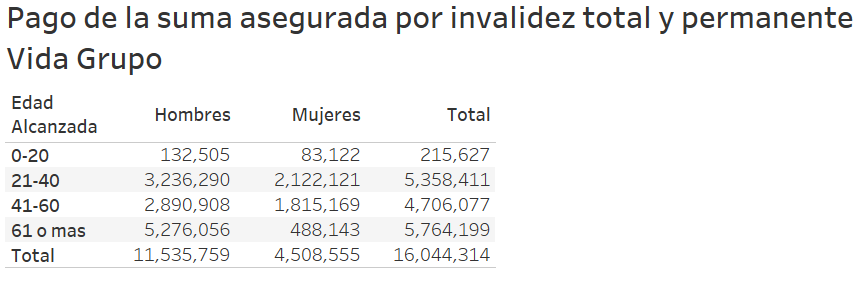 Pago de la suma asegurada por invalidez total y permanente
Vida Grupo
Edad
Alcanzada Hombres Mujeres Total
0-20 132,505 83,122 215,627
21-40 3,236,290 2,122,121 5,358,411
41-60 2,890,908 1,815,169 4,706,077
61 o mas 5,276,056 488,143 5,764,199
Total 11,535,759 4,508,555 16,044,314